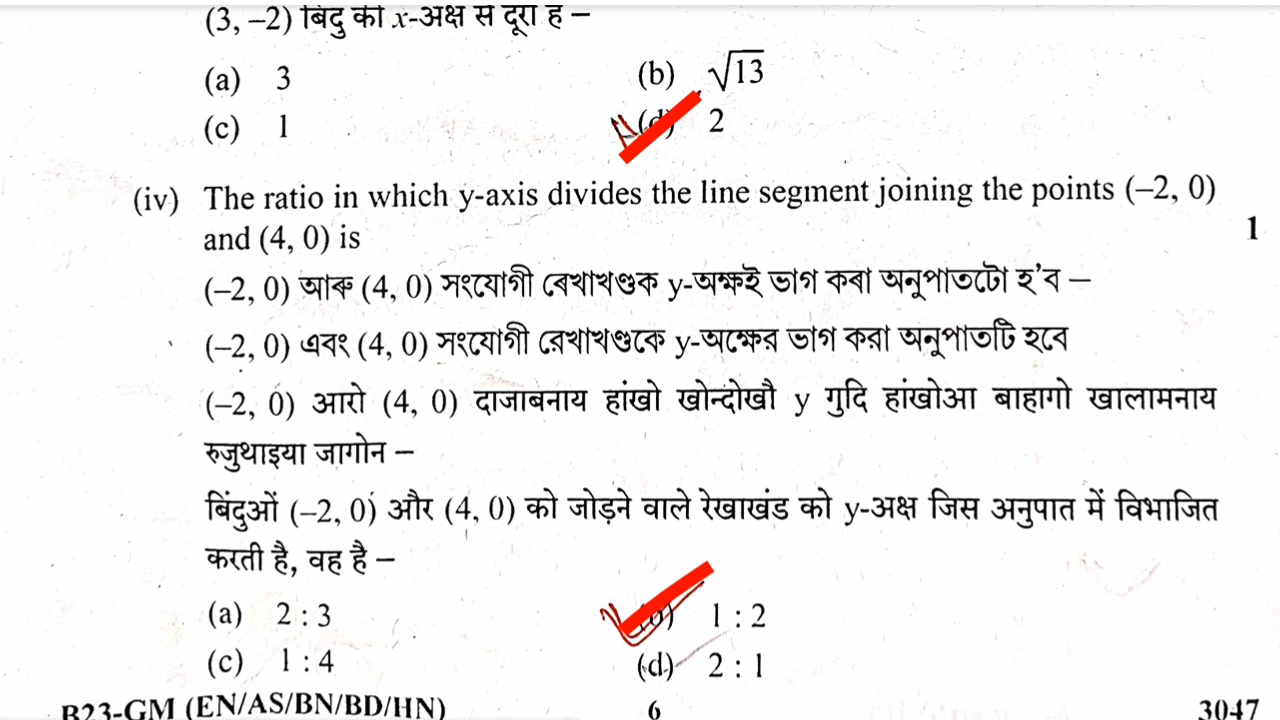 (3, –2) बिंदु की x-अक्ष से दूरी है –
(a) 3 (b) √13
(c) 1 (d) 2
(iv) The ratio in which y-axis divides the line segment joining the points (–2, 0)
and (4, 0) is 1
(–2, 0) আৰু (4, 0) সংযোগী ৰেখাখণ্ডক y-অক্ষই ভাগ কৰা অনুপাতটো হ’ব –
(–2, 0) এবং (4, 0) সংযোগী রেখাখণ্ডকে y-অক্ষের ভাগ করা অনুপাতটি হবে
(–2, 0) आरो (4, 0) दाजाबनाय हांखो खोन्दोखौ y गुदि हांखोआ बाहागो खालामनाय
रुजुथाइया जागोन –
बिंदुओं (–2, 0) और (4, 0) को जोड़ने वाले रेखाखंड को y-अक्ष जिस अनुपात में विभाजित
करती है, वह है –
(a) 2 : 3 (b) 1 : 2
(c) 1 : 4 (d) 2 : 1
B23-GM (EN/AS/BN/BD/HN) 6 3047